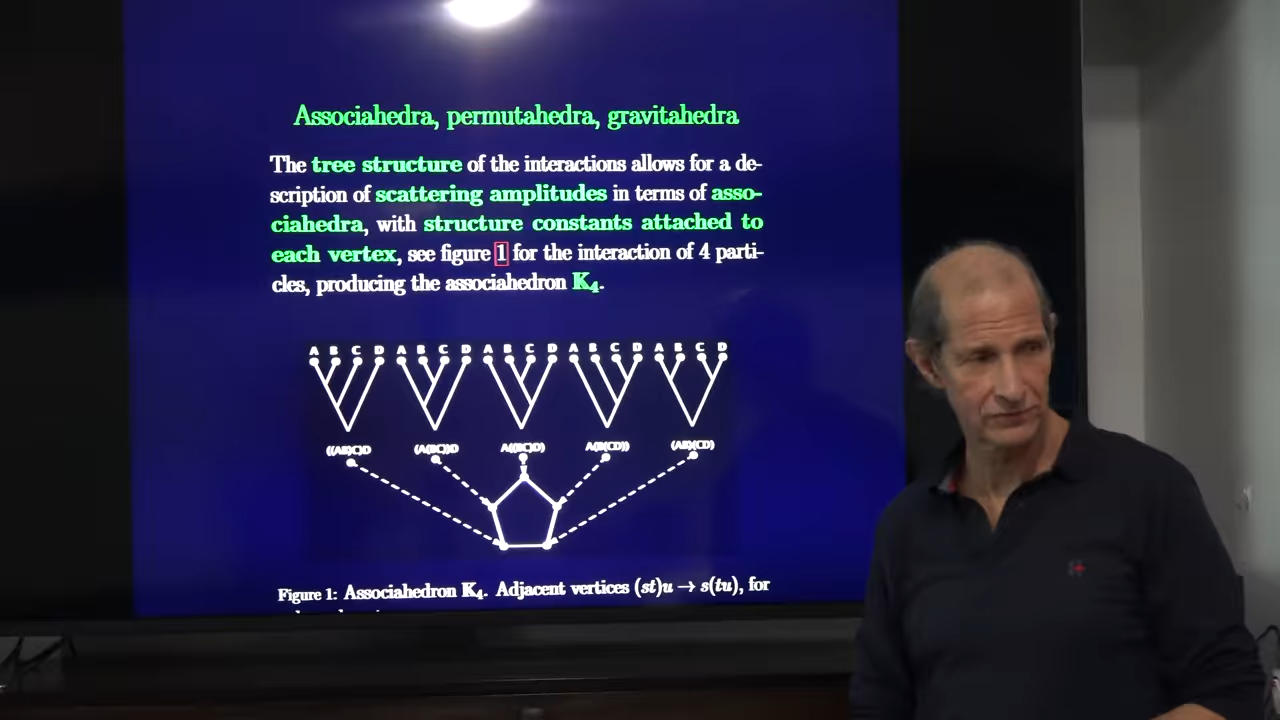 Associahedra, permutahedra, gravitahedra
The tree structure of the interactions allows for a de-
scription of scattering amplitudes in terms of asso-
ciahedra, with structure constants attached to
each vertex, see figure 1 for the interaction of 4 parti-
cles, producing the associahedron K₄.
A B C D A B C D A B C D A B C D A B C D
((AB)C)D (A(BC))D A((BC)D) A(B(CD)) (AB)(CD)
Figure 1: Associahedron K₄. Adjacent vertices (st)u → s(tu), for